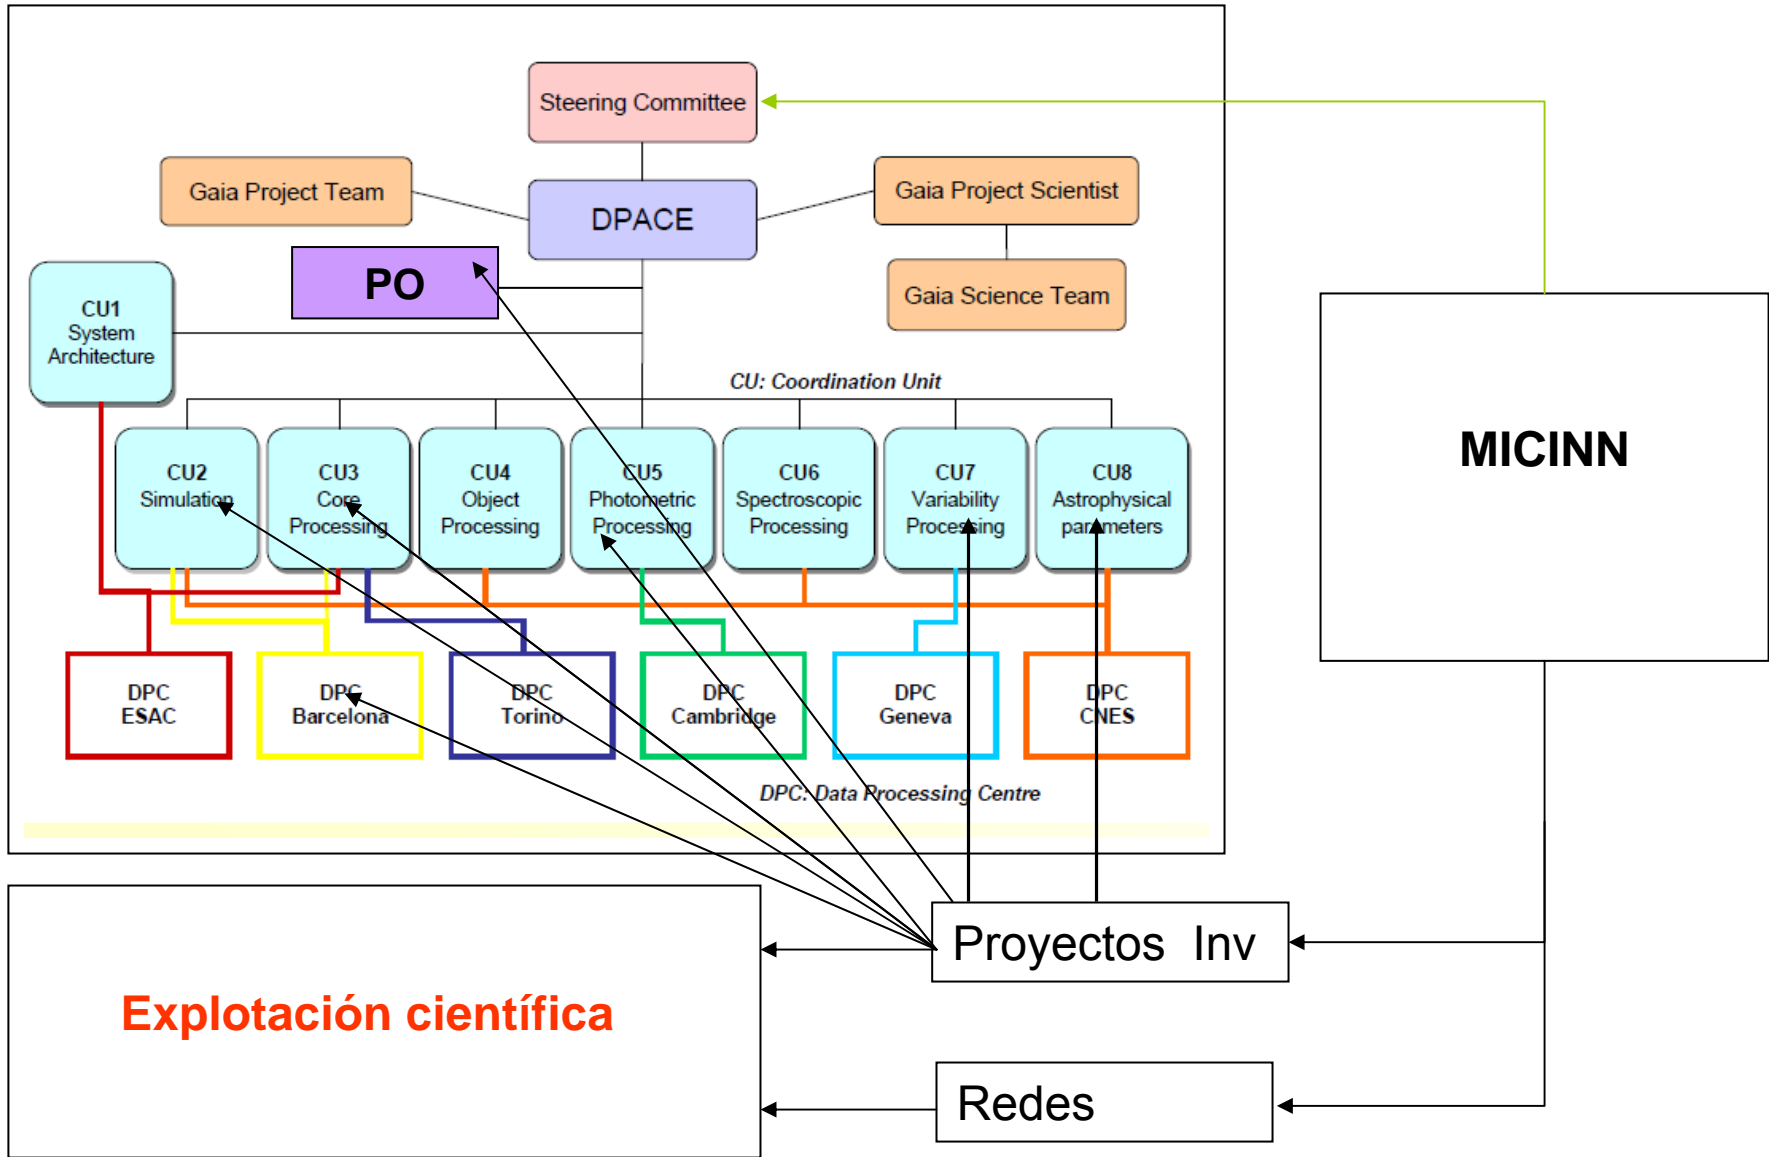 Steering Committee
Gaia Project Team
DPACE
Gaia Project Scientist
Gaia Science Team
PO
CU1
System
Architecture
CU: Coordination Unit
CU2
Simulation
CU3
Core
Processing
CU4
Object
Processing
CU5
Photometric
Processing
CU6
Spectroscopic
Processing
CU7
Variability
Processing
CU8
Astrophysical
parameters
DPC
ESAC
DPC
Barcelona
DPC
Torino
DPC
Cambridge
DPC
Geneva
DPC
CNES
DPC: Data Processing Centre
MICINN
Proyectos Inv
Explotación científica
Redes